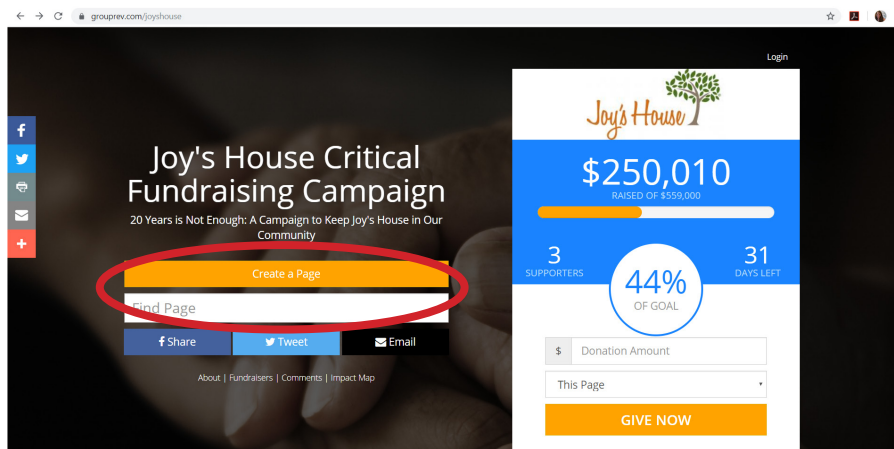 grouprev.com/joyshouse
Login
Joy's House
Joy's House Critical
Fundraising Campaign
20 Years is Not Enough: A Campaign to Keep Joy's House in Our
Community
Create a Page
Find Page
f Share
Tweet
Email
About | Fundraisers | Comments | Impact Map
$250,010
RAISED OF $559,000
3
SUPPORTERS
44%
OF GOAL
31
DAYS LEFT
$ Donation Amount
This Page
GIVE NOW